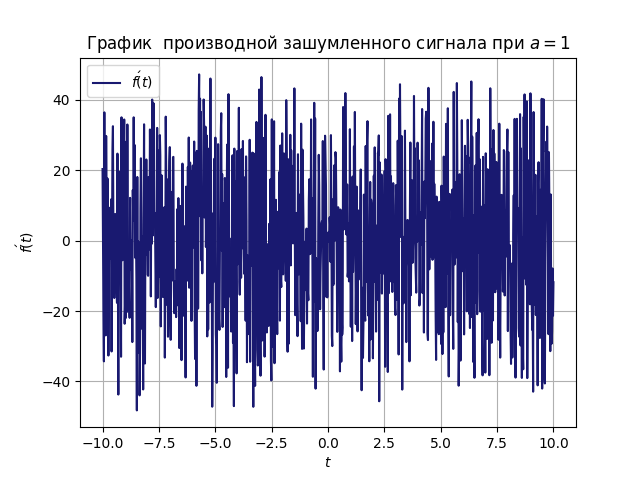 График производной зашумленного сигнала при a = 1
f́(t)
f́(t)
40
20
0
−20
−40
−10.0 −7.5 −5.0 −2.5 0.0 2.5 5.0 7.5 10.0
t